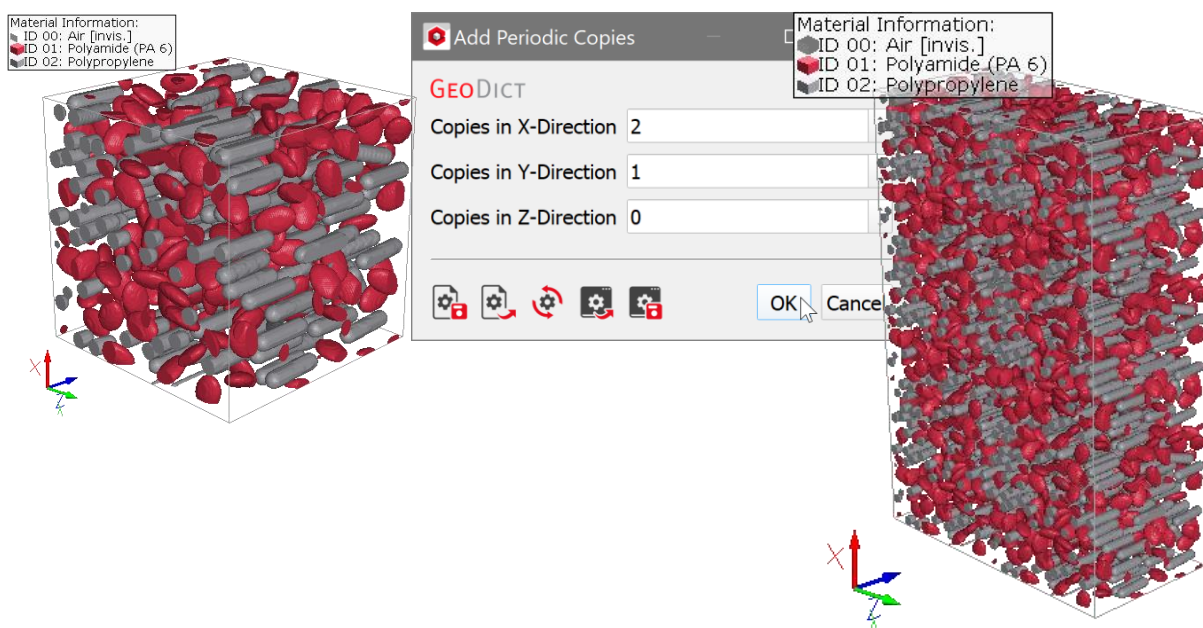 Material Information:
ID 00: Air [invis.]
ID 01: Polyamide (PA 6)
ID 02: Polypropylene
Add Periodic Copies
GEODICT
Copies in X-Direction 2
Copies in Y-Direction 1
Copies in Z-Direction 0
OK
Cancel
Material Information:
ID 00: Air [invis.]
ID 01: Polyamide (PA 6)
ID 02: Polypropylene
X
Z
X
Z